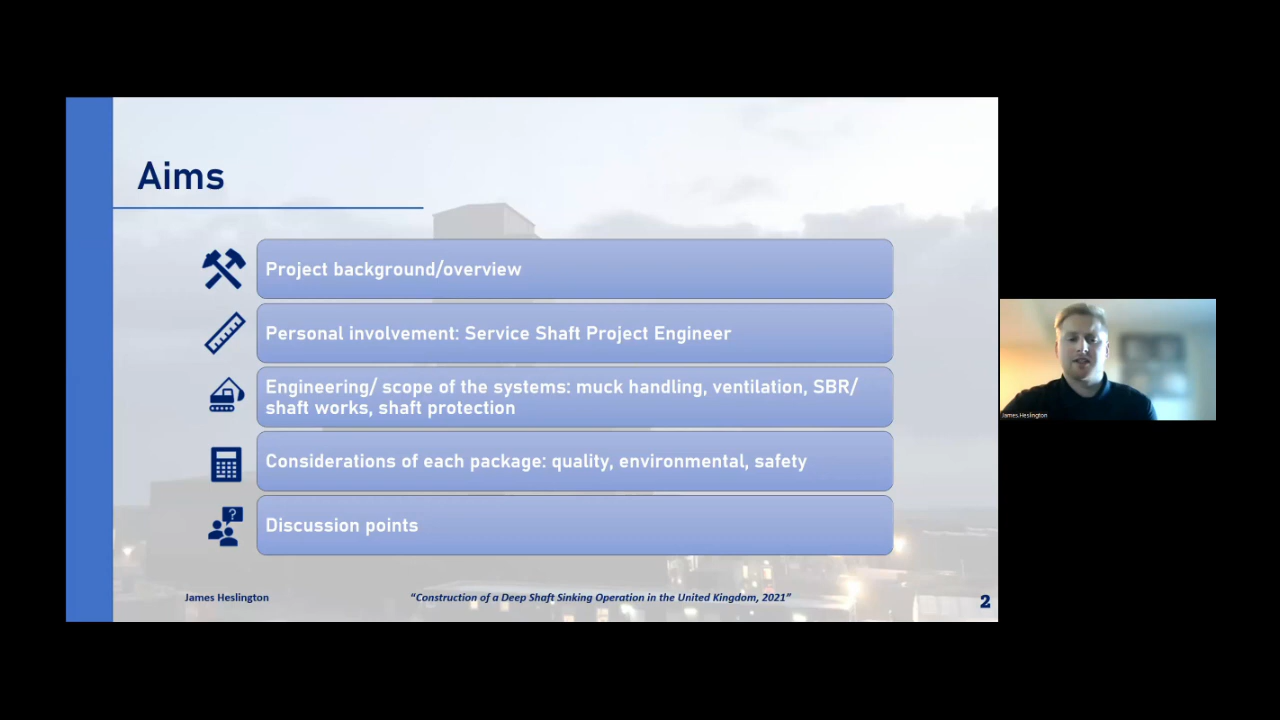 Aims
Project background/overview
Personal involvement: Service Shaft Project Engineer
Engineering/ scope of the systems: muck handling, ventilation, SBR/
shaft works, shaft protection
Considerations of each package: quality, environmental, safety
?
Discussion points
James Heslington
“Construction of a Deep Shaft Sinking Operation in the United Kingdom, 2021”
2
James Heslington